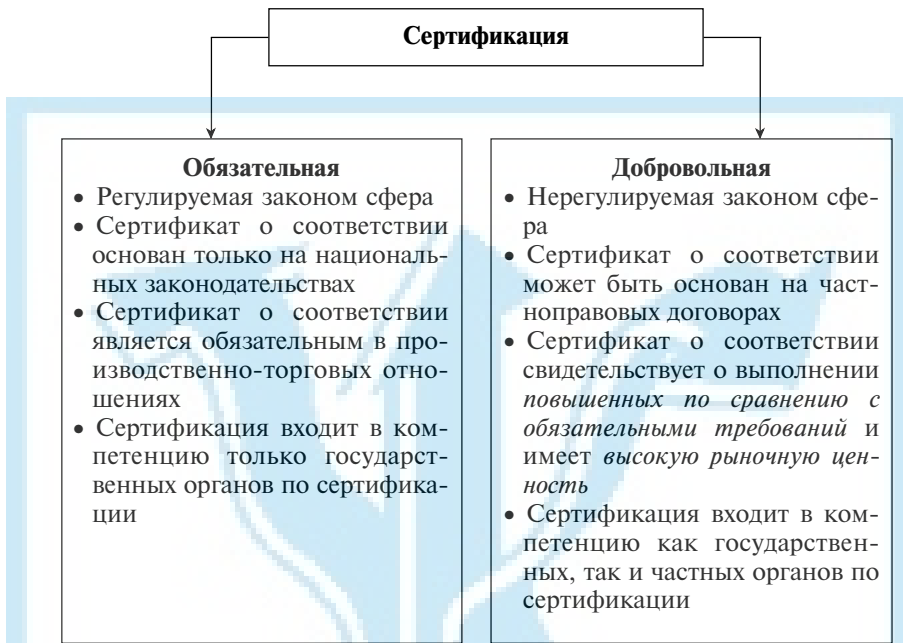 Сертификация
Обязательная
• Регулируемая законом сфера
• Сертификат о соответствии
основан только на националь-
ных законодательствах
• Сертификат о соответствии
является обязательным в про-
изводственно-торговых отно-
шениях
• Сертификация входит в ком-
петенцию только государст-
венных органов по сертифика-
ции
Добровольная
• Нерегулируемая законом сфе-
ра
• Сертификат о соответствии
может быть основан на част-
ноправовых договорах
• Сертификат о соответствии
свидетельствует о выполнении
повышенных по сравнению с
обязательными требований и
имеет высокую рыночную цен-
ность
• Сертификация входит в ком-
петенцию как государствен-
ных, так и частных органов по
сертификации